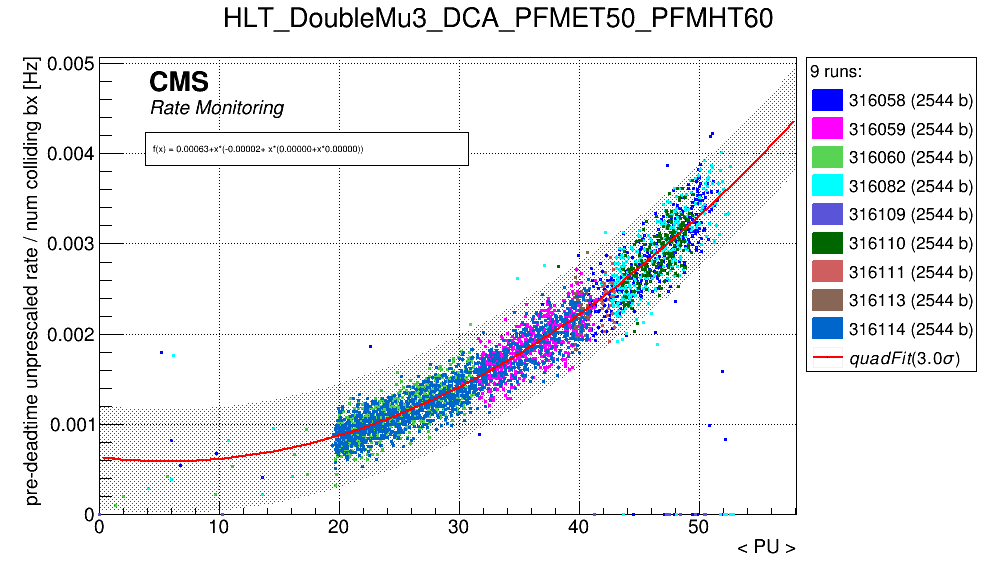 HLT_DoubleMu3_DCA_PFMET50_PFMHT60
pre-deadtime unprescaled rate / num colliding bx [Hz]
0.005
0.004
0.003
0.002
0.001
0
CMS
Rate Monitoring
f(x) = 0.00063+x*(-0.00002+ x*(0.00000+x*0.00000))
0 10 20 30 40 50
< PU >
9 runs:
316058 (2544 b)
316059 (2544 b)
316060 (2544 b)
316082 (2544 b)
316109 (2544 b)
316110 (2544 b)
316111 (2544 b)
316113 (2544 b)
316114 (2544 b)
quadFit(3.0σ)